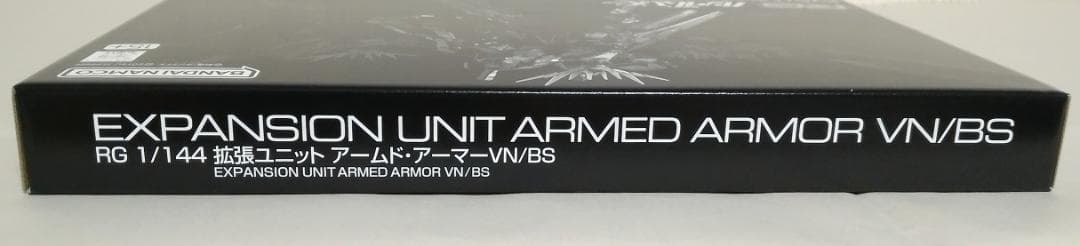 15+
BANDAI NAMCO
EXPANSION UNIT ARMED ARMOR VN/BS
RG 1/144 拡張ユニット アームド・アーマーVN/BS
EXPANSION UNIT ARMED ARMOR VN/BS